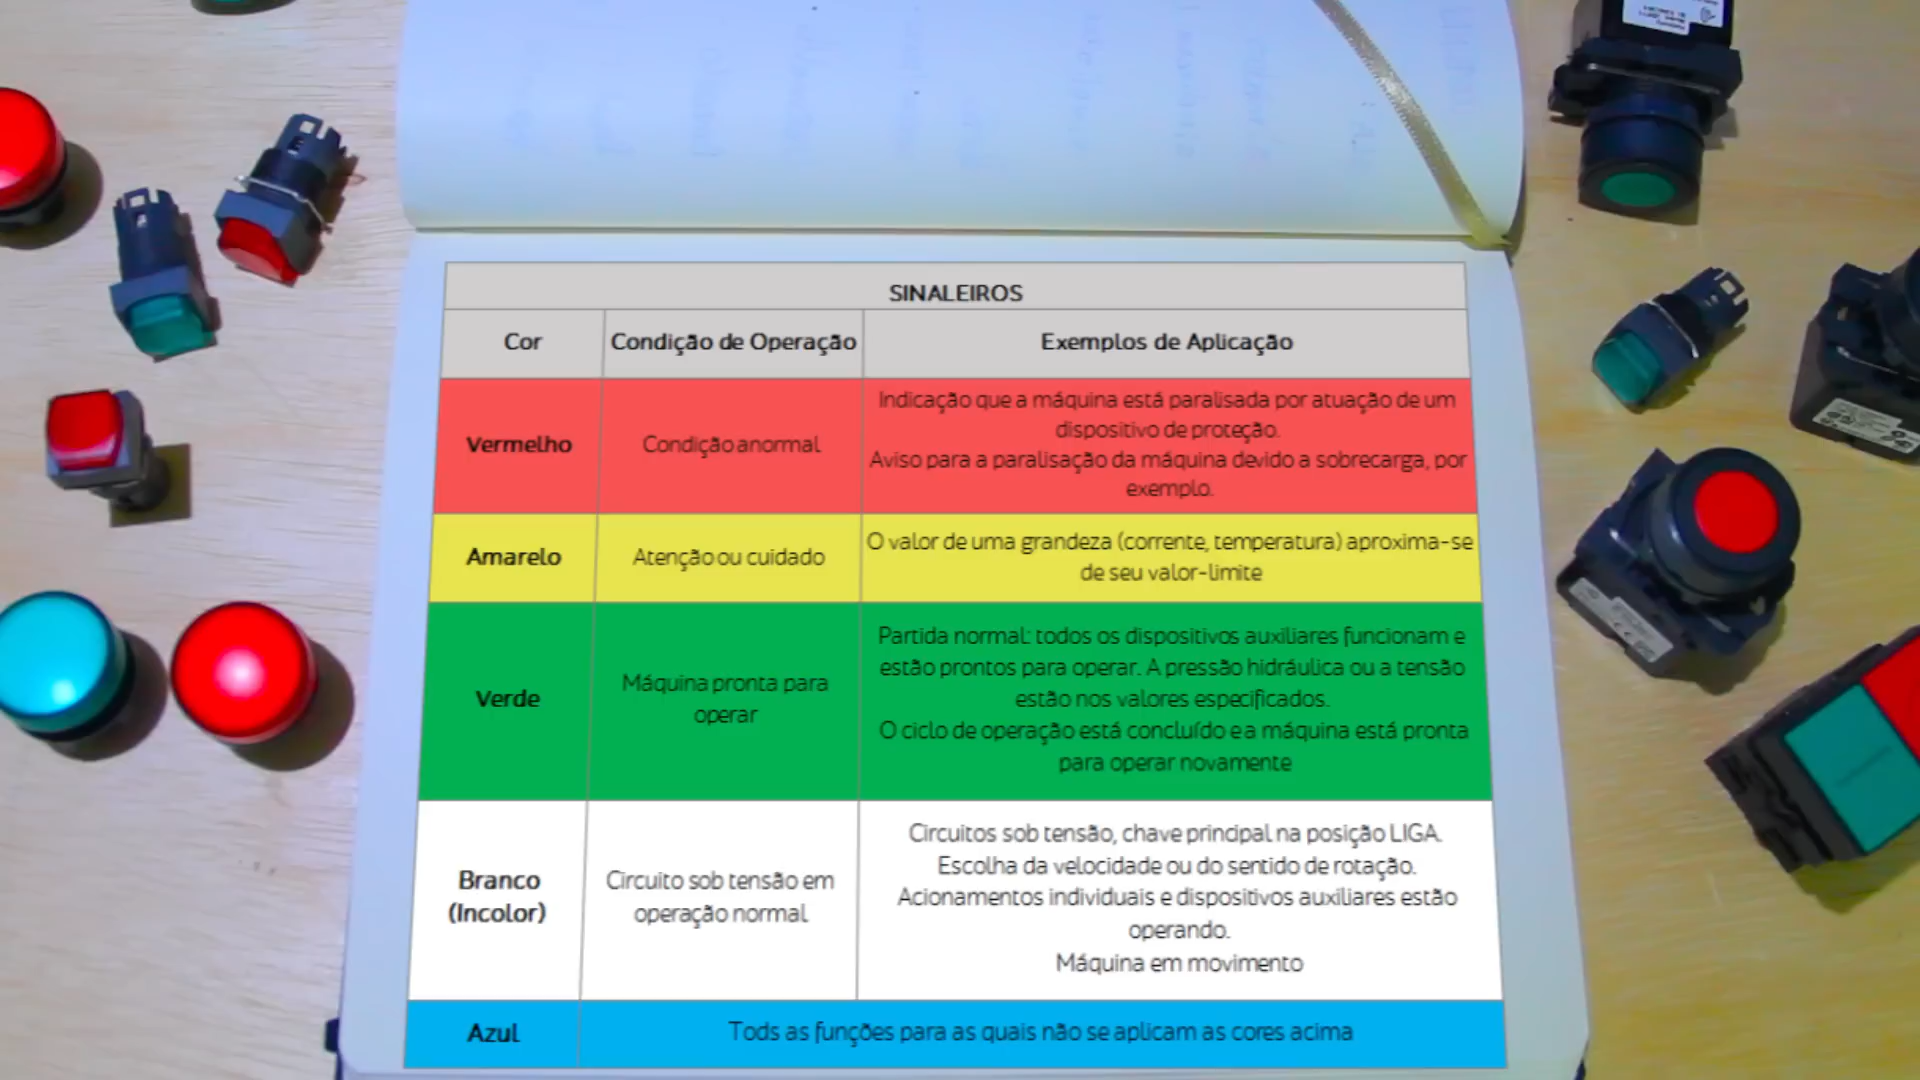 SINALEIROS
Cor
Condição de Operação
Exemplos de Aplicação
Vermelho
Condição anormal
Indicação que a máquina está paralisada por atuação de um
dispositivo de proteção.
Aviso para a paralisação da máquina devido a sobrecarga, por
exemplo.
Amarelo
Atenção ou cuidado
O valor de uma grandeza (corrente, temperatura) aproxima-se
de seu valor-limite
Verde
Máquina pronta para
operar
Partida normal: todos os dispositivos auxiliares funcionam e
estão prontos para operar. A pressão hidráulica ou a tensão
estão nos valores especificados.
O ciclo de operação está concluído e a máquina está pronta
para operar novamente
Branco
(Incolor)
Circuito sob tensão em
operação normal
Circuitos sob tensão, chave principal na posição LIGA.
Escolha da velocidade ou do sentido de rotação.
Acionamentos individuais e dispositivos auxiliares estão
operando.
Máquina em movimento
Azul
Tods as funções para as quais não se aplicam as cores acima